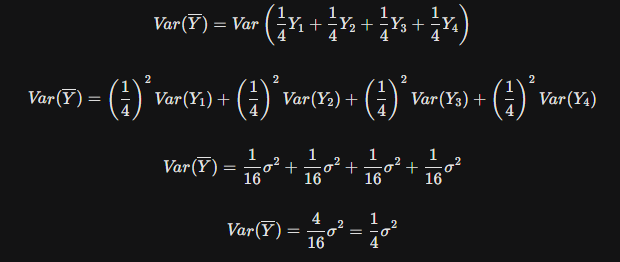 Var(Y̅) = Var (1/4 Y₁ + 1/4 Y₂ + 1/4 Y₃ + 1/4 Y₄)
Var(Y̅) = (1/4)² Var(Y₁) + (1/4)² Var(Y₂) + (1/4)² Var(Y₃) + (1/4)² Var(Y₄)
Var(Y̅) = 1/16 σ² + 1/16 σ² + 1/16 σ² + 1/16 σ²
Var(Y̅) = 4/16 σ² = 1/4 σ²